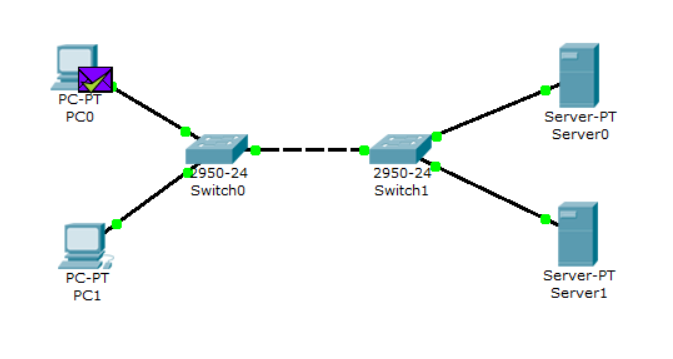 PC-PT
PC0
Server-PT
Server0
2950-24
Switch0
2950-24
Switch1
PC-PT
PC1
Server-PT
Server1